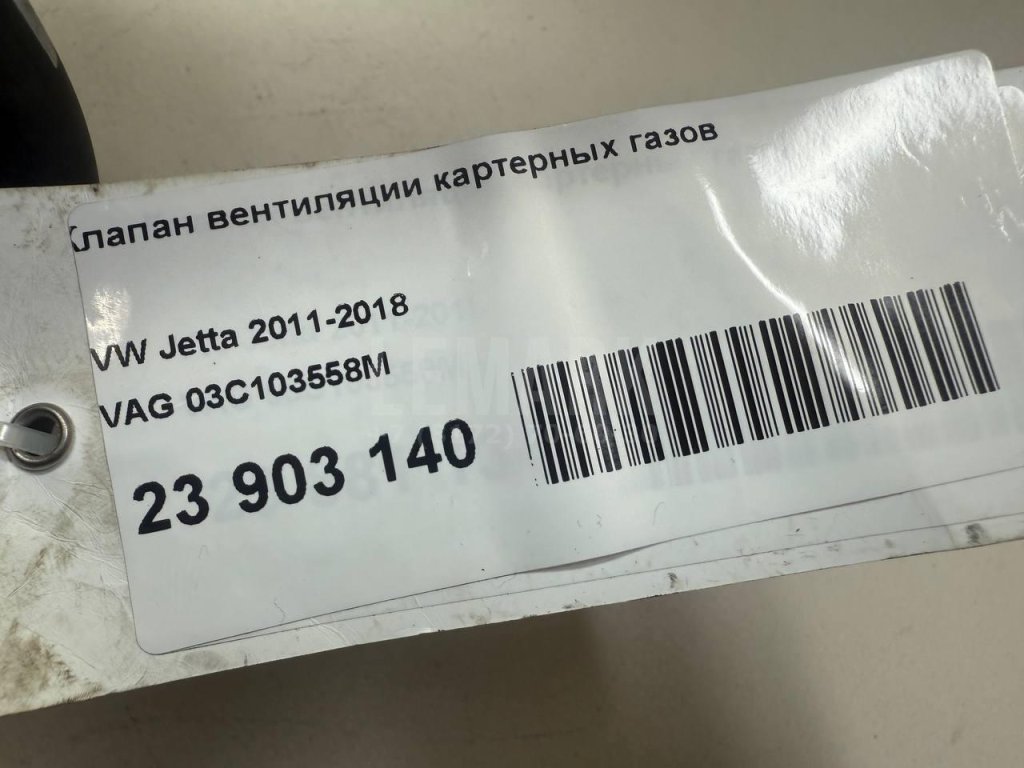 Клапан вентиляции картерных газов
VW Jetta 2011-2018
VAG 03C103558M
23 903 140